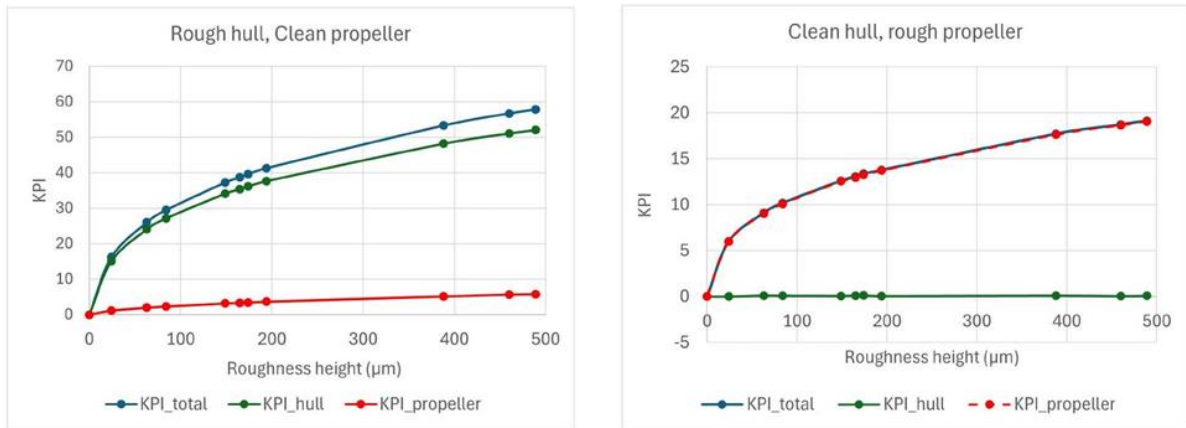 Rough hull, Clean propeller
70
60
50
40
30
20
10
0
KPI
0 100 200 300 400 500
Roughness height (µm)
KPI_total KPI_hull KPI_propeller
Clean hull, rough propeller
25
20
15
10
5
0
-5
KPI
0 100 200 300 400 500
Roughness height (µm)
KPI_total KPI_hull KPI_propeller